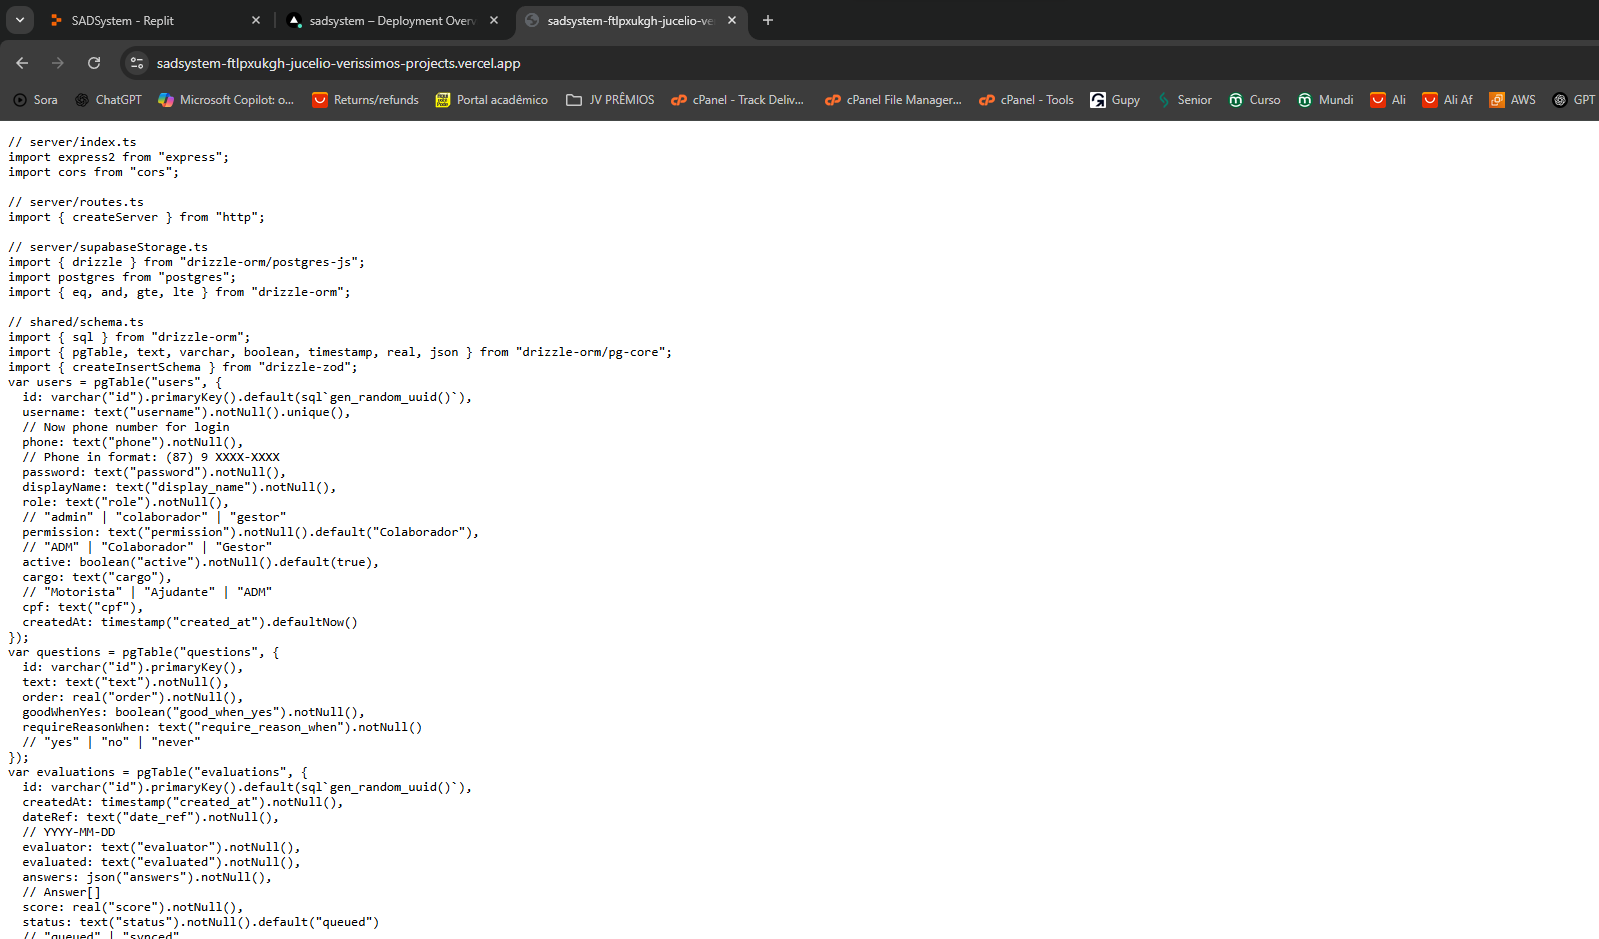 SADSystem - Replit
sadsystem – Deployment Overv
sadsystem-ftlpxukgh-jucelio-ve
sadsystem-ftlpxukgh-jucelio-verissimos-projects.vercel.app
Sora
ChatGPT
Microsoft Copilot: o...
Returns/refunds
Portal acadêmico
JV PRÊMIOS
cPanel - Track Deliv...
cPanel File Manager...
cPanel - Tools
Gupy
Senior
Curso
Mundi
Ali
Ali Af
AWS
GPT
// server/index.ts
import express2 from "express";
import cors from "cors";
// server/routes.ts
import { createServer } from "http";
// server/supabaseStorage.ts
import { drizzle } from "drizzle-orm/postgres-js";
import postgres from "postgres";
import { eq, and, gte, lte } from "drizzle-orm";
// shared/schema.ts
import { sql } from "drizzle-orm";
import { pgTable, text, varchar, boolean, timestamp, real, json } from "drizzle-orm/pg-core";
import { createInsertSchema } from "drizzle-zod";
var users = pgTable("users", {
  id: varchar("id").primaryKey().default(sql`gen_random_uuid()`),
  username: text("username").notNull().unique(),
  // Now phone number for login
  phone: text("phone").notNull(),
  // Phone in format: (87) 9 XXXX-XXXX
  password: text("password").notNull(),
  displayName: text("display_name").notNull(),
  role: text("role").notNull(),
  // "admin" | "colaborador" | "gestor"
  permission: text("permission").notNull().default("Colaborador"),
  // "ADM" | "Colaborador" | "Gestor"
  active: boolean("active").notNull().default(true),
  cargo: text("cargo"),
  // "Motorista" | "Ajudante" | "ADM"
  cpf: text("cpf"),
  createdAt: timestamp("created_at").defaultNow()
});
var questions = pgTable("questions", {
  id: varchar("id").primaryKey(),
  text: text("text").notNull(),
  order: real("order").notNull(),
  goodWhenYes: boolean("good_when_yes").notNull(),
  requireReasonWhen: text("require_reason_when").notNull()
  // "yes" | "no" | "never"
});
var evaluations = pgTable("evaluations", {
  id: varchar("id").primaryKey().default(sql`gen_random_uuid()`),
  createdAt: timestamp("created_at").notNull(),
  dateRef: text("date_ref").notNull(),
  // YYYY-MM-DD
  evaluator: text("evaluator").notNull(),
  evaluated: text("evaluated").notNull(),
  answers: json("answers").notNull(),
  // Answer[]
  score: real("score").notNull(),
  status: text("status").notNull().default("queued")
  // "queued" | "synced"